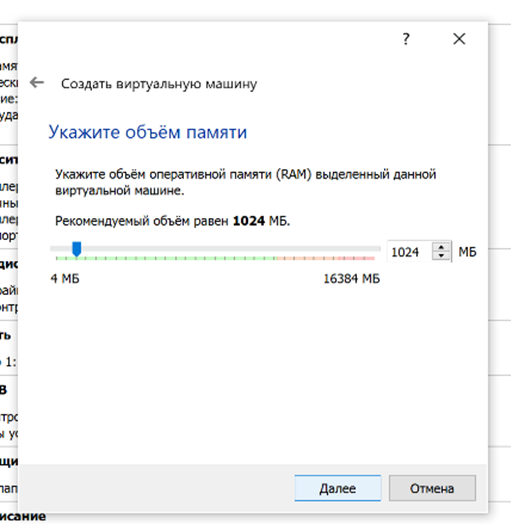 ?
Создать виртуальную машину
Укажите объём памяти
Укажите объём оперативной памяти (RAM) выделенный данной
виртуальной машине.
Рекомендуемый объём равен 1024 МБ.
1024 МБ
4 МБ 16384 МБ
Далее Отмена